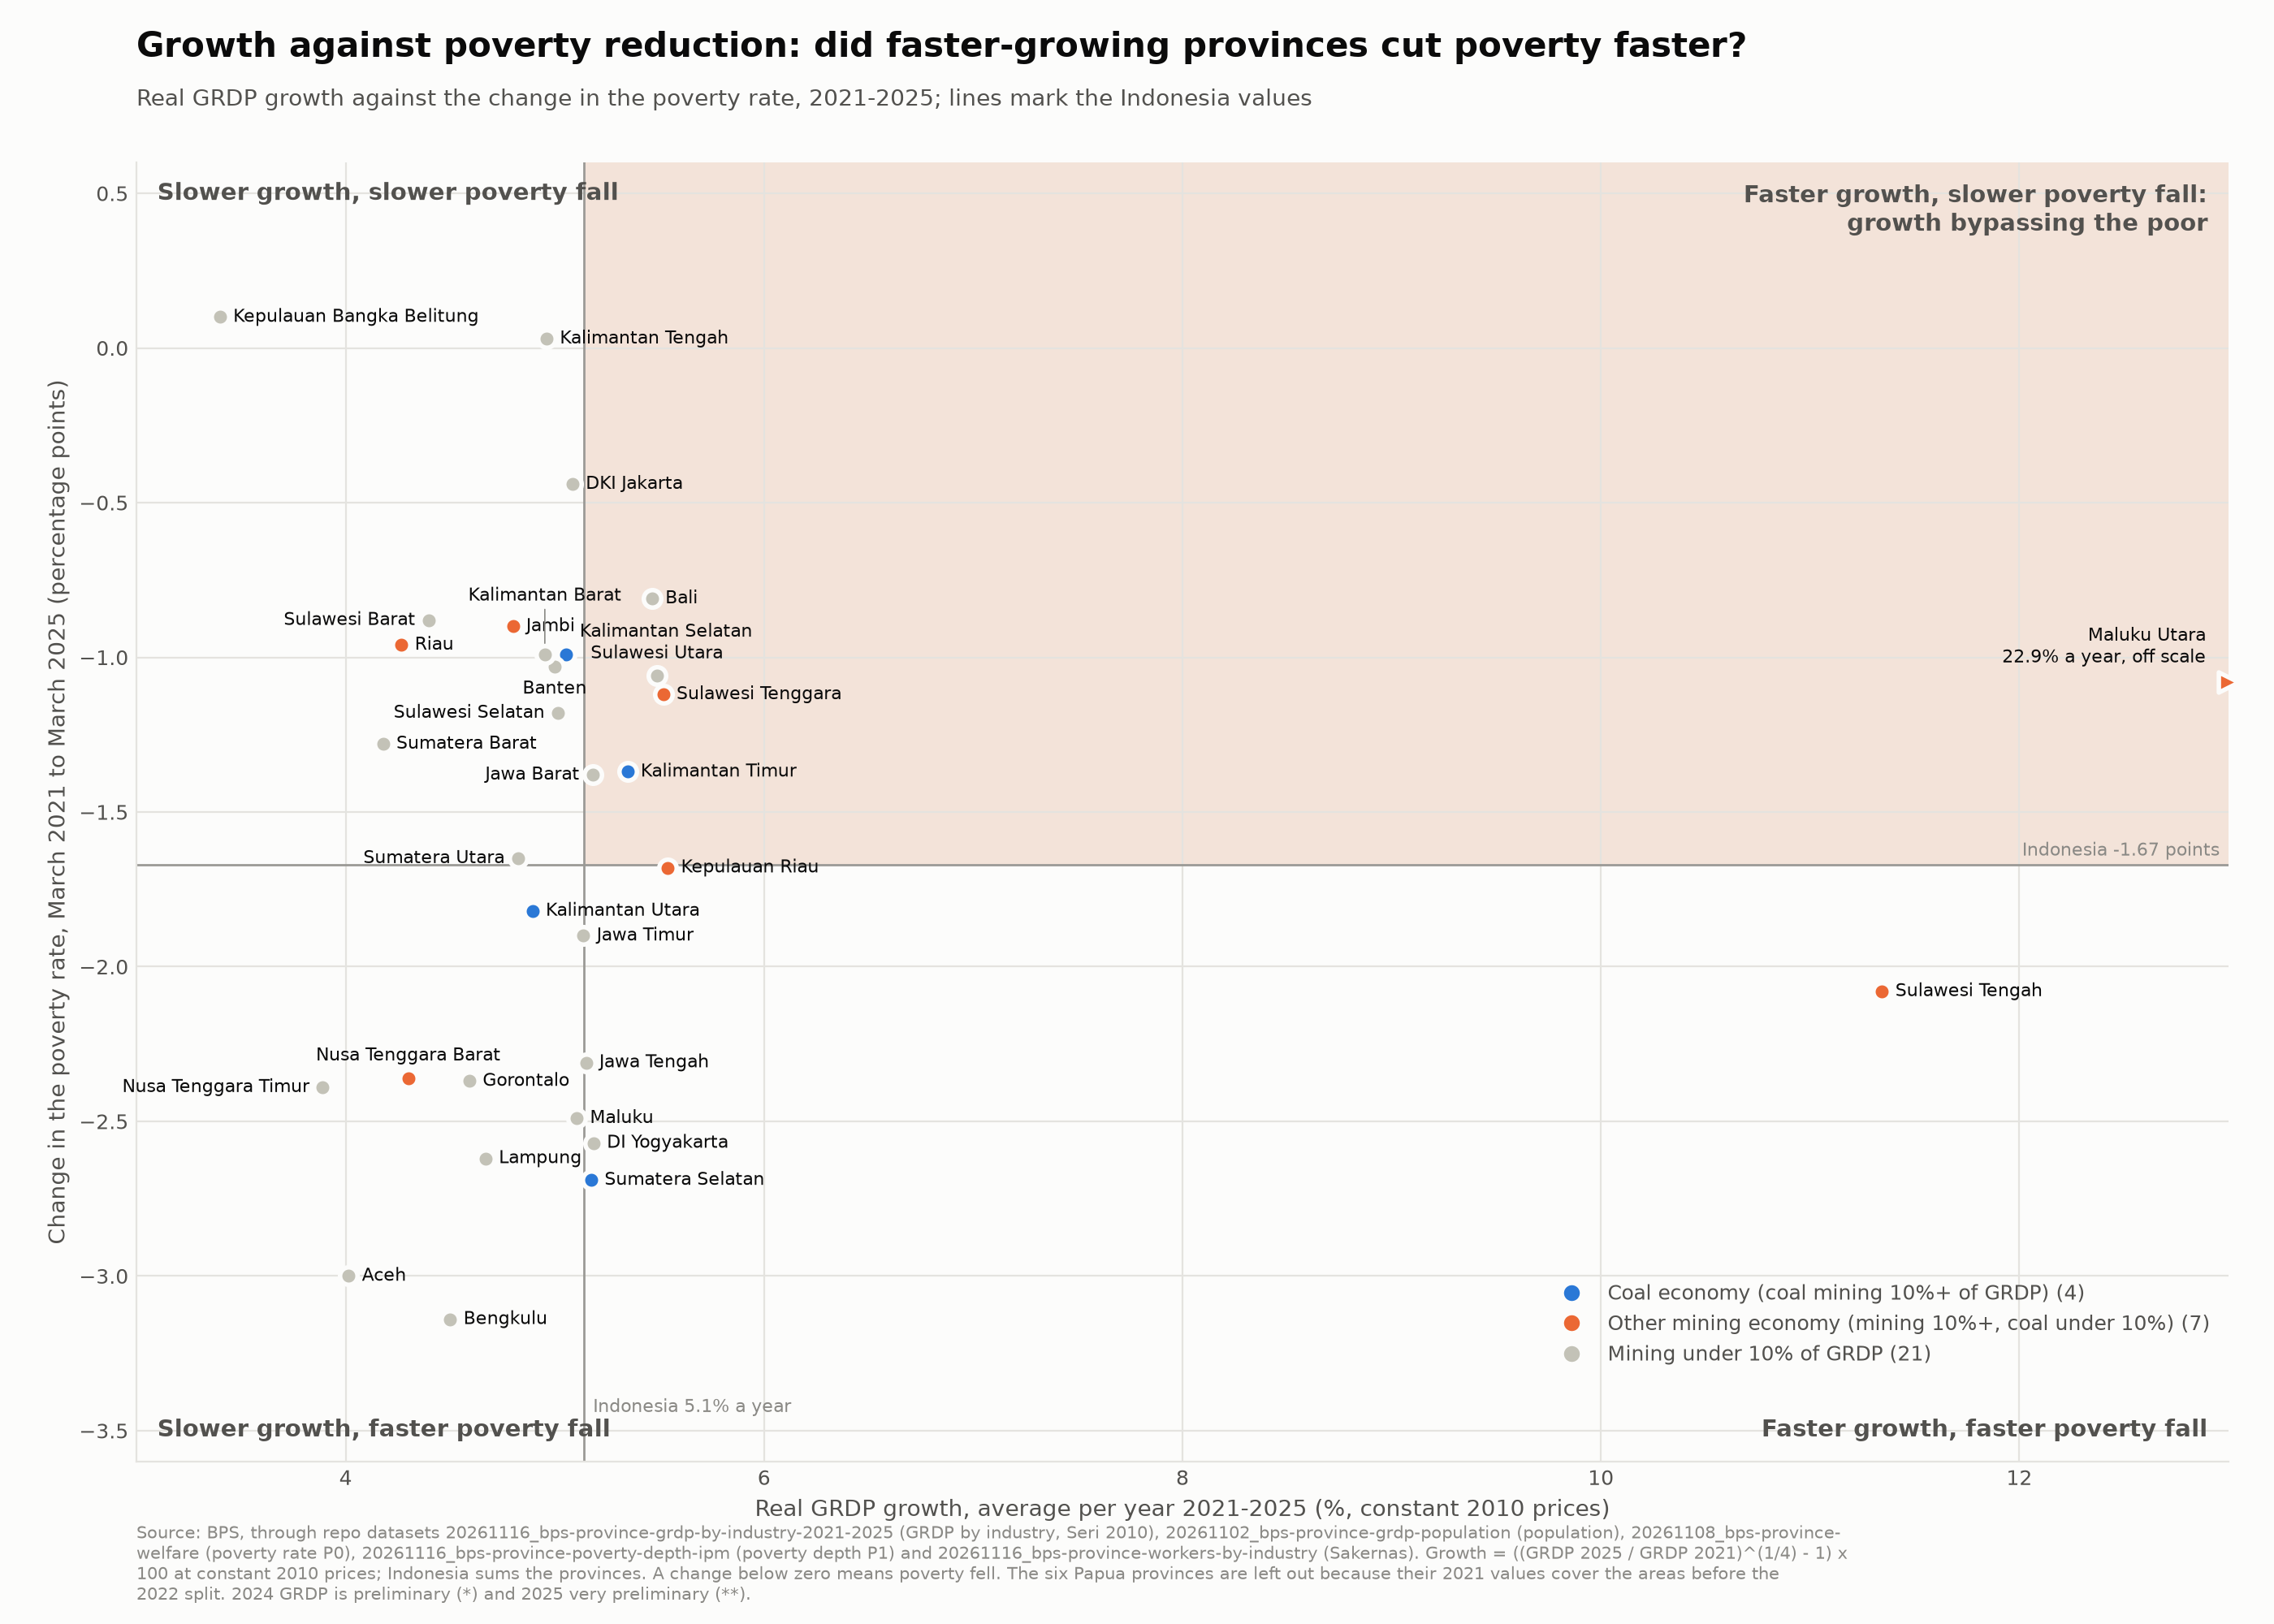 Growth against poverty reduction: did faster-growing provinces cut poverty faster?
Real GRDP growth against the change in the poverty rate, 2021-2025; lines mark the Indonesia values
Slower growth, slower poverty fall
Faster growth, slower poverty fall:
growth bypassing the poor
0.5
Kepulauan Bangka Belitung
Kalimantan Tengah
0.0
DKI Jakarta
−0.5
Kalimantan Barat
Bali
Sulawesi Barat
Jambi
Kalimantan Selatan
Riau
Sulawesi Utara
Maluku Utara
22.9% a year, off scale
−1.0
Banten
Sulawesi Tenggara
Sulawesi Selatan
Sumatera Barat
Jawa Barat
Kalimantan Timur
−1.5
Sumatera Utara
Indonesia -1.67 points
Kepulauan Riau
Kalimantan Utara
Jawa Timur
−2.0
Sulawesi Tengah
Nusa Tenggara Barat
Jawa Tengah
Nusa Tenggara Timur
Gorontalo
−2.5
Maluku
DI Yogyakarta
Lampung
Sumatera Selatan
−3.0
Aceh
Bengkulu
Coal economy (coal mining 10%+ of GRDP) (4)
Other mining economy (mining 10%+, coal under 10%) (7)
Mining under 10% of GRDP (21)
Indonesia 5.1% a year
−3.5
Slower growth, faster poverty fall
Faster growth, faster poverty fall
Change in the poverty rate, March 2021 to March 2025 (percentage points)
4
6
8
10
12
Real GRDP growth, average per year 2021-2025 (%, constant 2010 prices)
Source: BPS, through repo datasets 20261116_bps-province-grdp-by-industry-2021-2025 (GRDP by industry, Seri 2010), 20261102_bps-province-grdp-population (population), 20261108_bps-province-
welfare (poverty rate P0), 20261116_bps-province-poverty-depth-ipm (poverty depth P1) and 20261116_bps-province-workers-by-industry (Sakernas). Growth = ((GRDP 2025 / GRDP 2021)^(1/4) - 1) x
100 at constant 2010 prices; Indonesia sums the provinces. A change below zero means poverty fell. The six Papua provinces are left out because their 2021 values cover the areas before the
2022 split. 2024 GRDP is preliminary (*) and 2025 very preliminary (**).